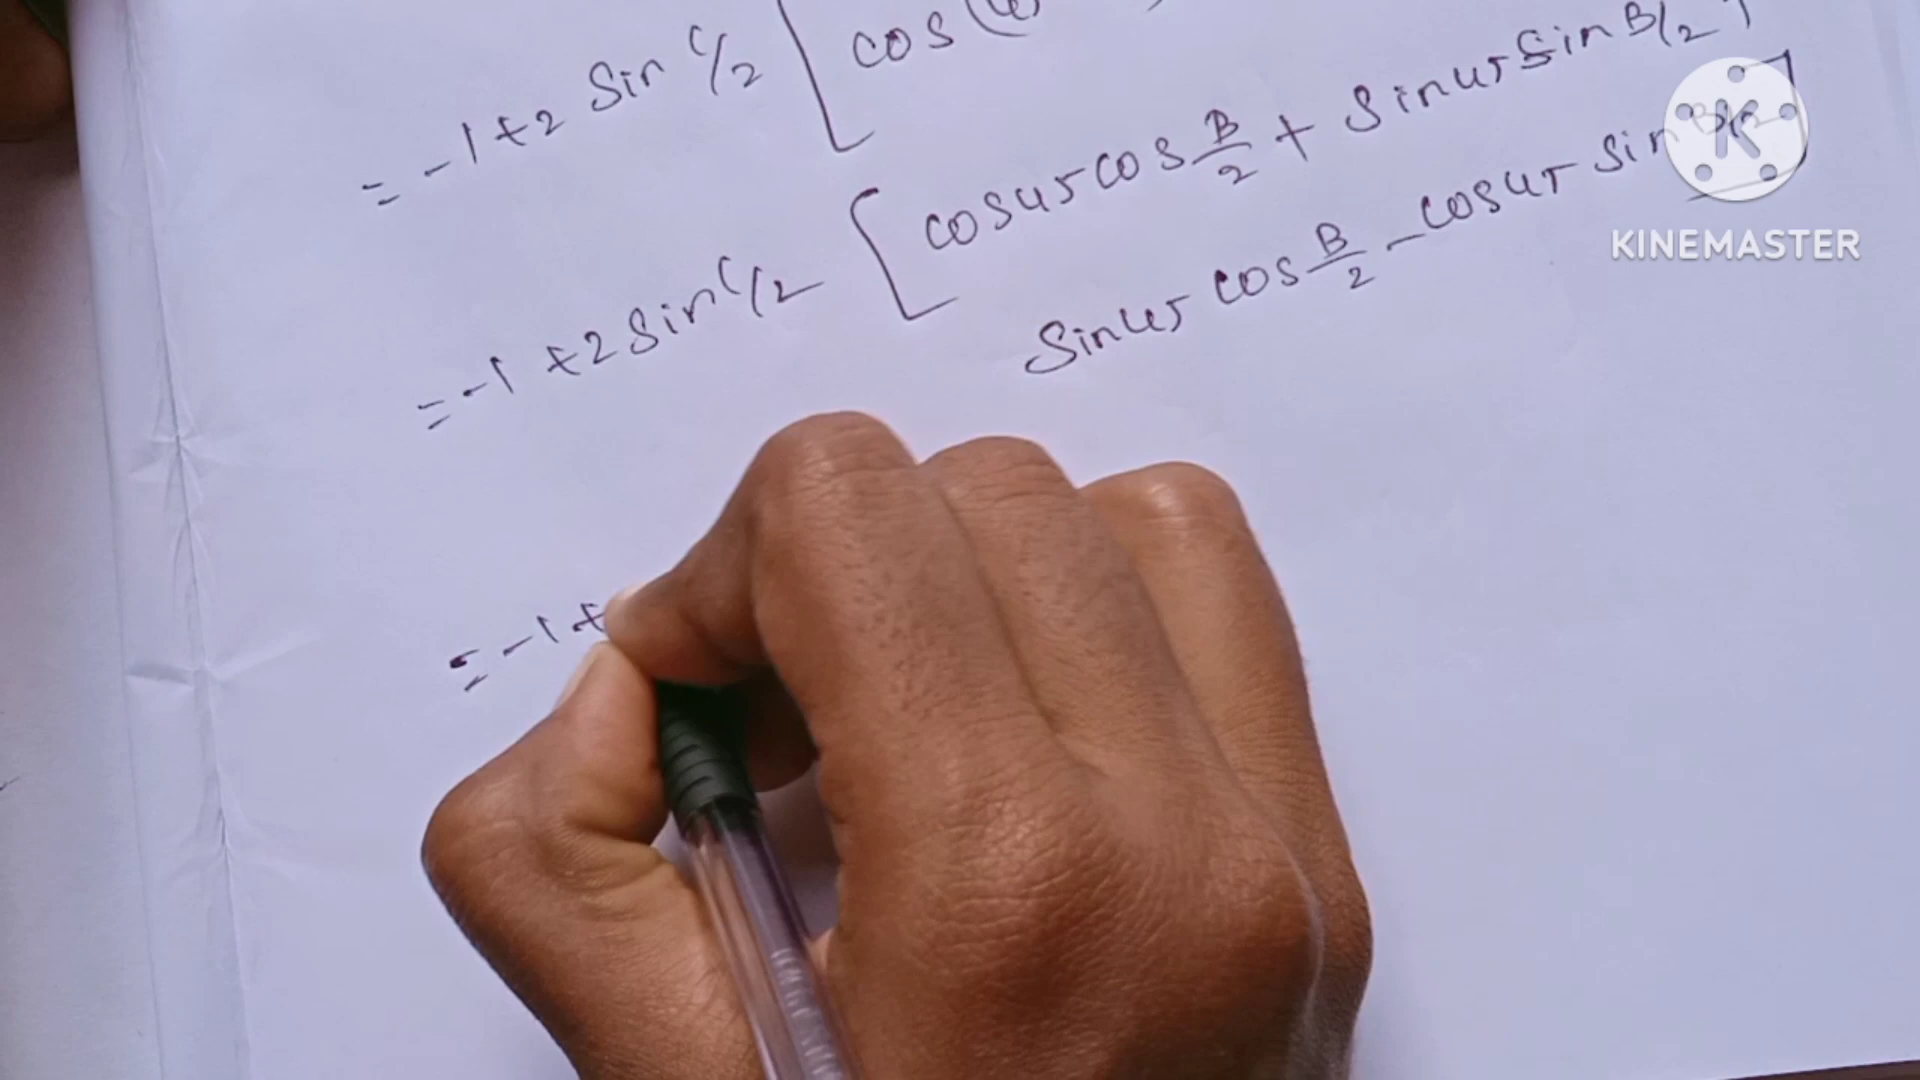 = -1+2 Sin C/2 [ cos(
= -1 +2 Sin C/2 [ cos45 cos B/2 + Sin45 Sin B/2 +
Sin45 cos B/2 - cos45 Sin B/2 ]
= -1 +
KINEMASTER